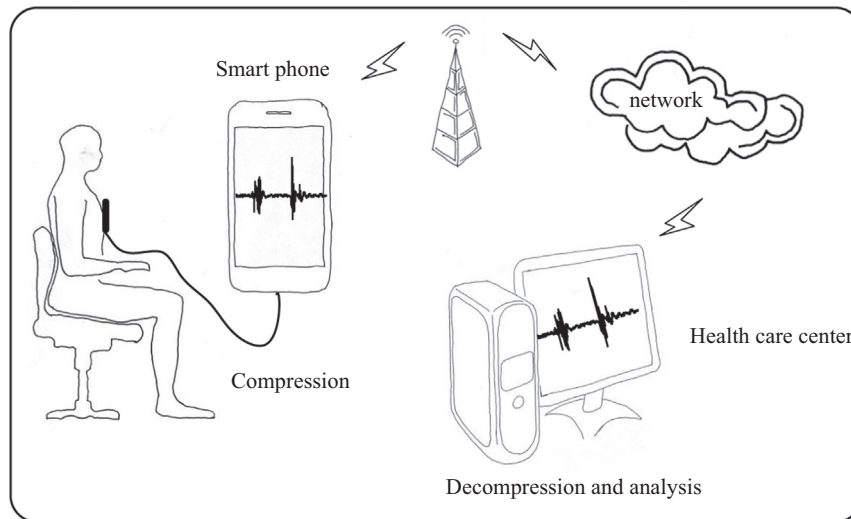 Smart phone
network
Health care center
Compression
Decompression and analysis